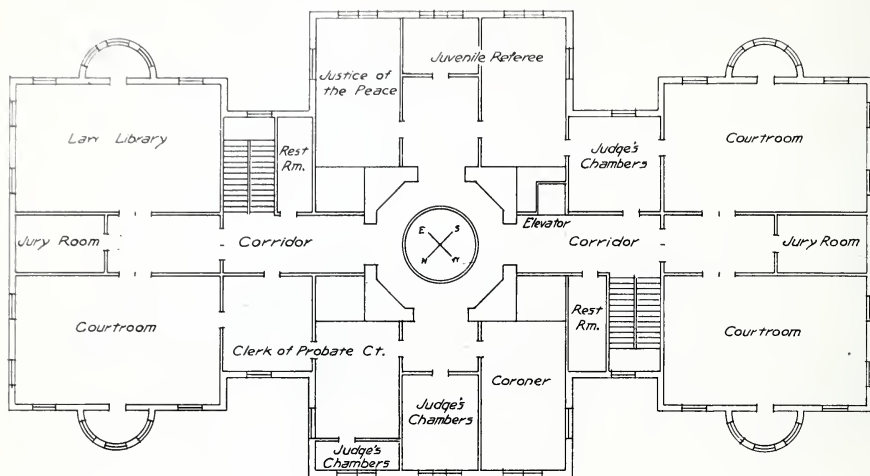 Justice of
the Peace
Juvenile Referee
Law Library
Rest
Rm.
Judge's
Chambers
Courtroom
Jury Room
Corridor
E S
W N
Elevator
Corridor
Jury Room
Courtroom
Clerk of Probate Ct.
Judge's
Chambers
Coroner
Rest
Rm.
Courtroom
Judge's
Chambers